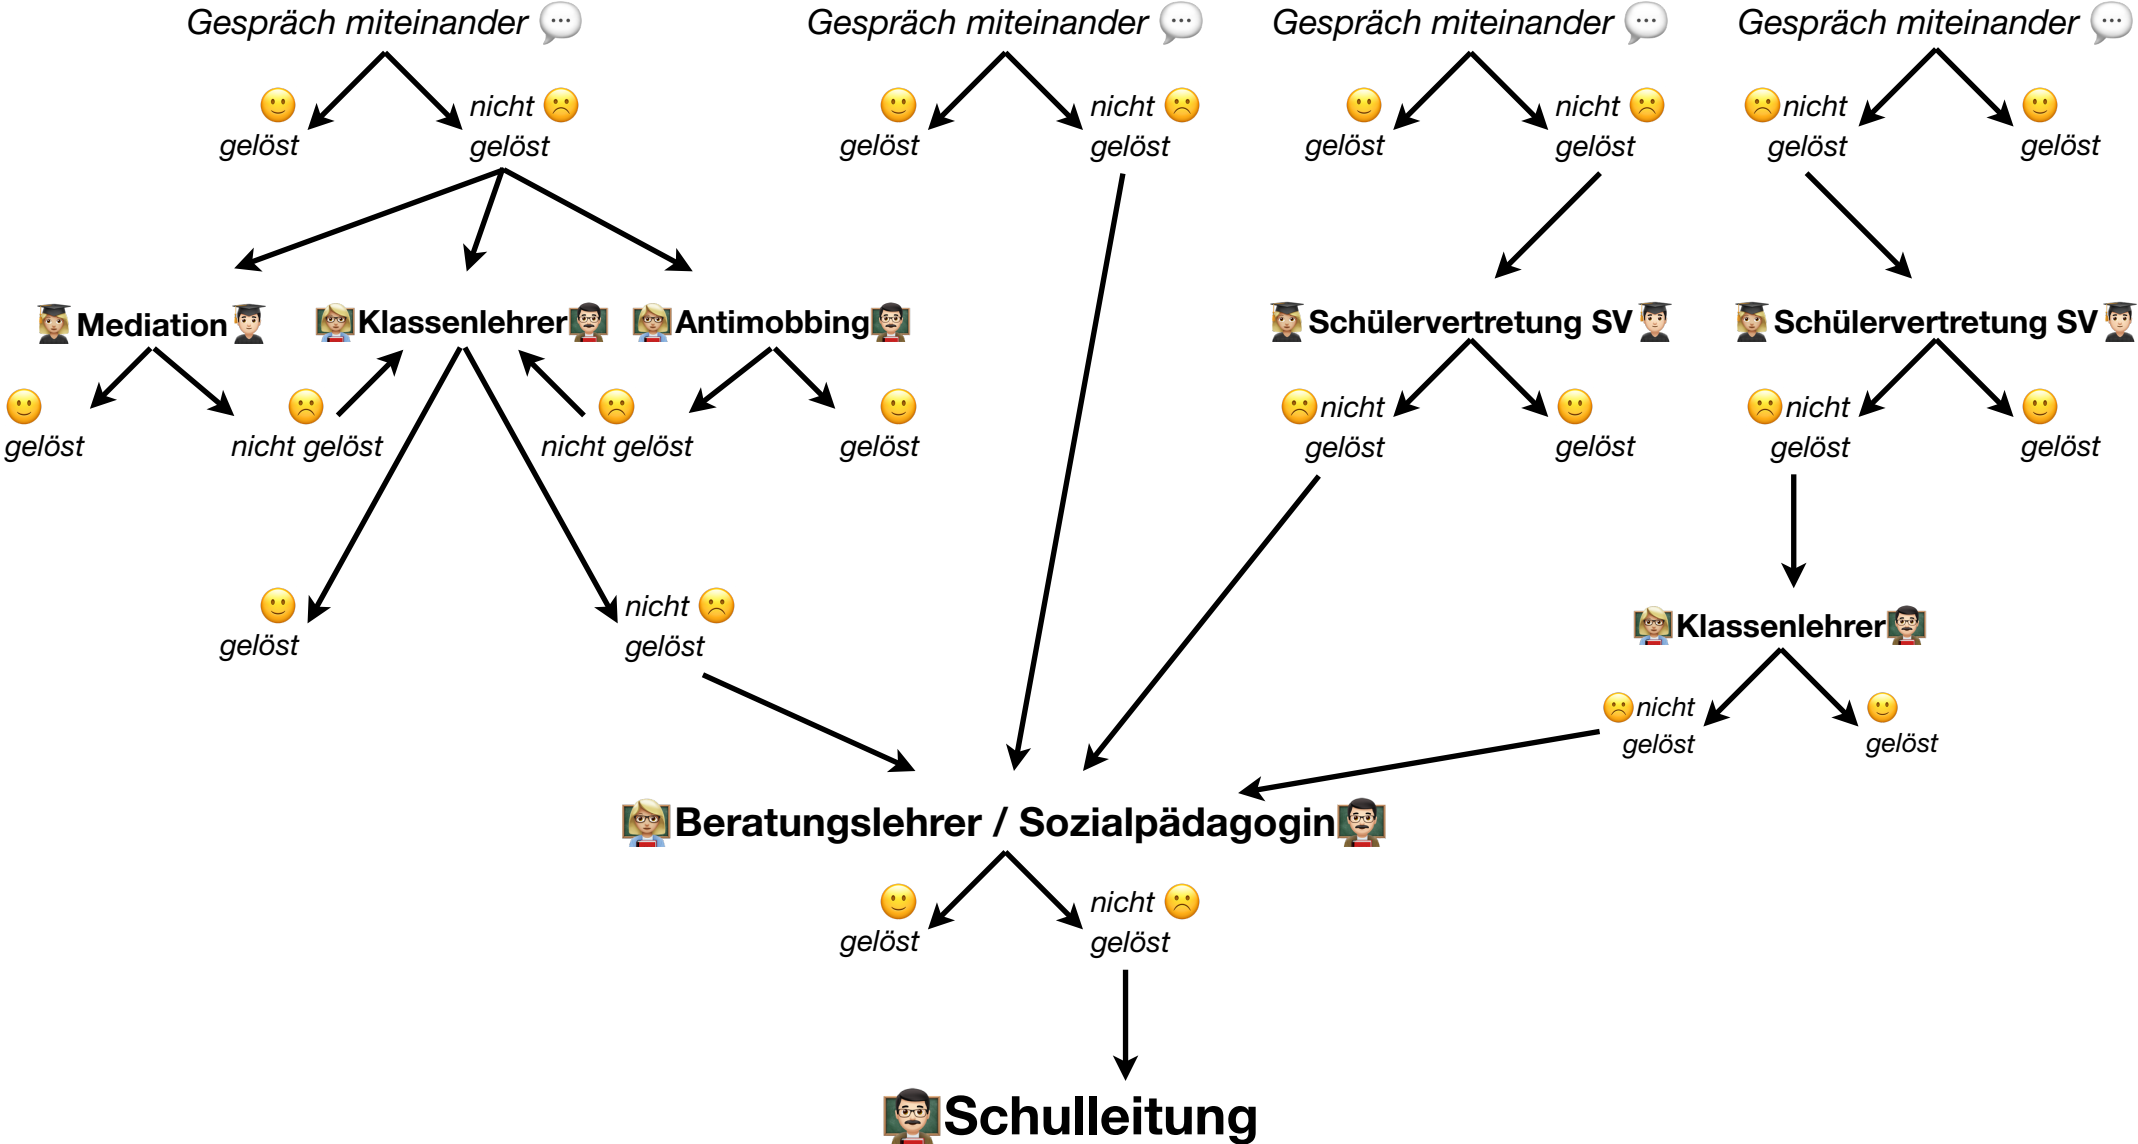 Gespräch miteinander
Gespräch miteinander
Gespräch miteinander
Gespräch miteinander
gelöst
nicht
gelöst
gelöst
nicht
gelöst
gelöst
nicht
gelöst
nicht
gelöst
gelöst
Mediation
Klassenlehrer
Antimobbing
Schülervertretung SV
Schülervertretung SV
gelöst
nicht gelöst
nicht gelöst
gelöst
nicht
gelöst
gelöst
nicht
gelöst
gelöst
gelöst
nicht
gelöst
Klassenlehrer
nicht
gelöst
gelöst
Beratungslehrer / Sozialpädagogin
gelöst
nicht
gelöst
Schulleitung